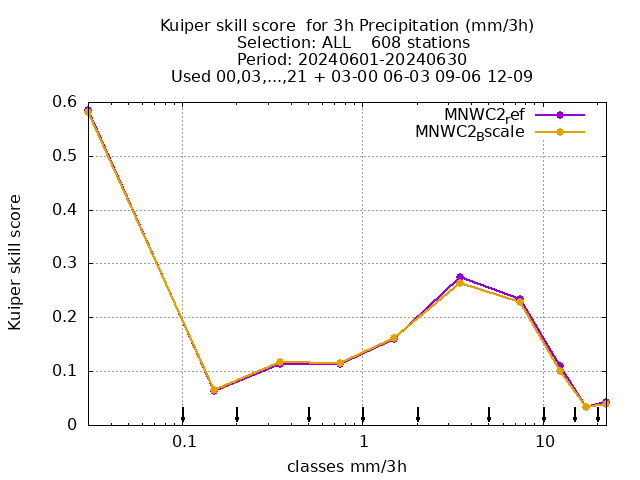 Kuiper skill score  for 3h Precipitation (mm/3h)
Selection: ALL    608 stations
Period: 20240601-20240630
Used 00,03,...,21 + 03-00 06-03 09-06 12-09
MNWC2ref
MNWC2Bscale
0.6
0.5
0.4
0.3
0.2
0.1
0
Kuiper skill score
0.1
1
10
classes mm/3h